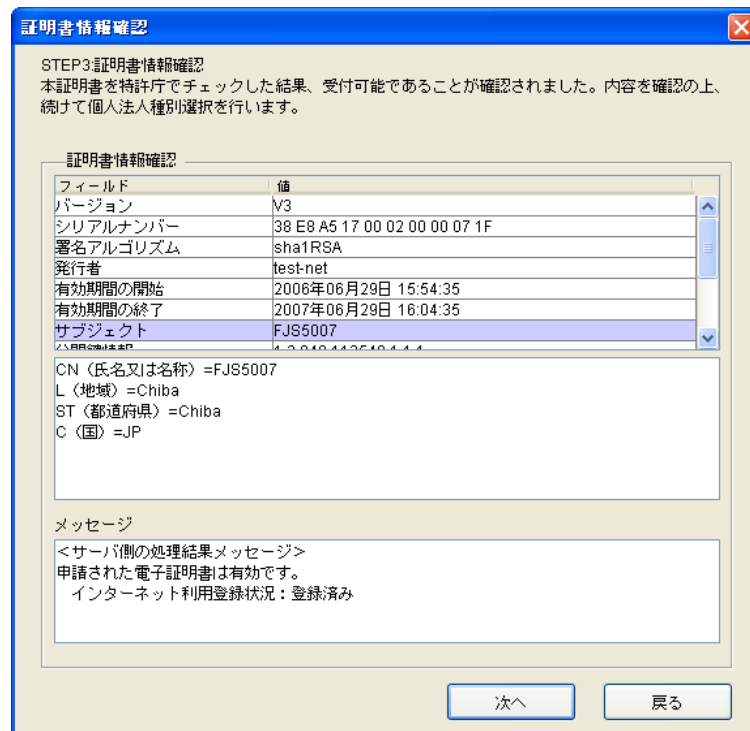 証明書情報確認
STEP3:証明書情報確認
本証明書を特許庁でチェックした結果、受付可能であることが確認されました。内容を確認の上、
続けて個人法人種別選択を行います。
証明書情報確認
フィールド 値
バージョン V3
シリアルナンバー 38 E8 A5 17 00 02 00 00 07 1F
署名アルゴリズム sha1RSA
発行者 test-net
有効期間の開始 2006年06月29日 15:54:35
有効期間の終了 2007年06月29日 16:04:35
サブジェクト FJS5007
CN（氏名又は名称）=FJS5007
L（地域）=Chiba
ST（都道府県）=Chiba
C（国）=JP
メッセージ
<サーバ側の処理結果メッセージ>
申請された電子証明書は有効です。
インターネット利用登録状況：登録済み
次へ 戻る